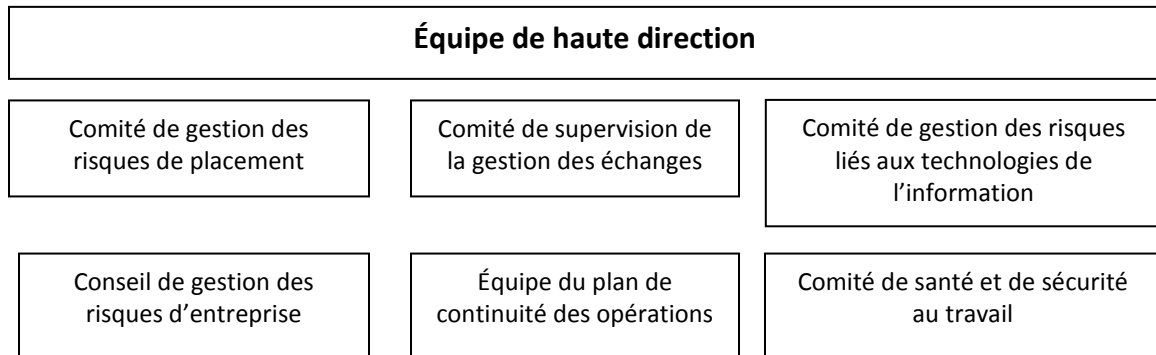 Équipe de haute direction
Comité de gestion des
risques de placement
Comité de supervision de
la gestion des échanges
Comité de gestion des risques
liés aux technologies de
l’information
Conseil de gestion des
risques d’entreprise
Équipe du plan de
continuité des opérations
Comité de santé et de sécurité
au travail